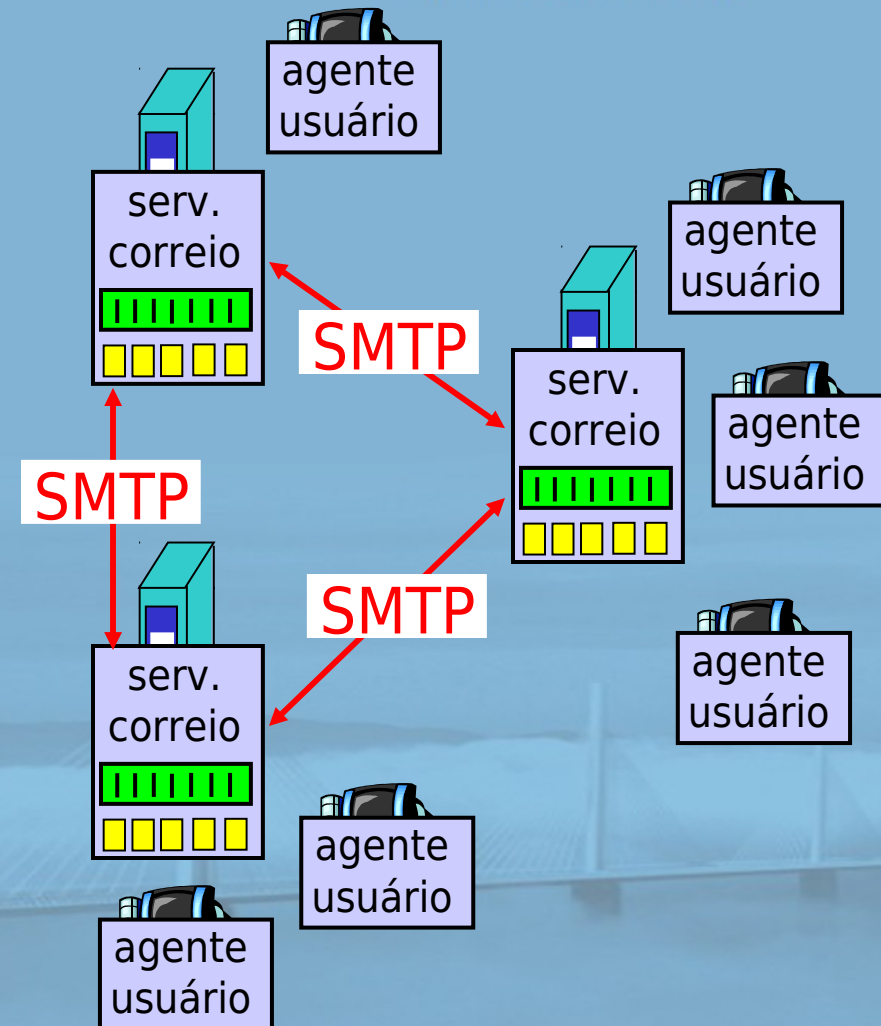 agente
usuário
serv.
correio
agente
usuário
SMTP
serv.
correio
agente
usuário
SMTP
SMTP
agente
usuário
serv.
correio
agente
usuário
agente
usuário